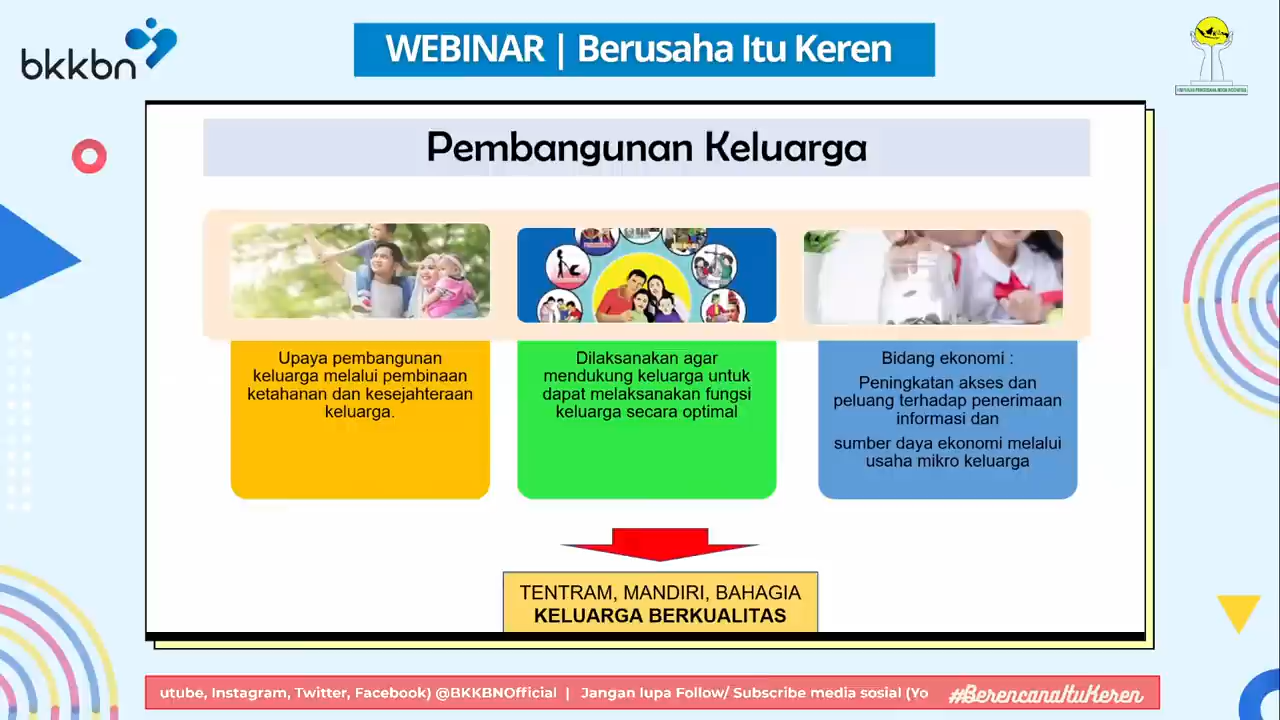 bkkbn
WEBINAR | Berusaha Itu Keren
Pembangunan Keluarga
Upaya pembangunan
keluarga melalui pembinaan
ketahanan dan kesejahteraan
keluarga.
Dilaksanakan agar
mendukung keluarga untuk
dapat melaksanakan fungsi
keluarga secara optimal
Bidang ekonomi :
Peningkatan akses dan
peluang terhadap penerimaan
informasi dan
sumber daya ekonomi melalui
usaha mikro keluarga
TENTRAM, MANDIRI, BAHAGIA
KELUARGA BERKUALITAS
utube, Instagram, Twitter, Facebook) @BKKBNOfficial | Jangan lupa Follow/ Subscribe media sosial (Yo
#BerencanaItuKeren